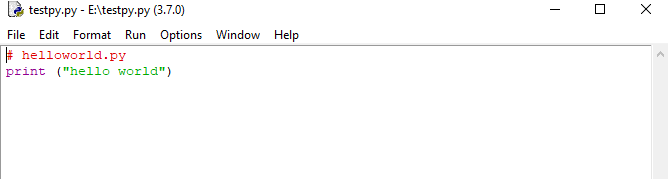 testpy.py - E:\testpy.py (3.7.0)
File Edit Format Run Options Window Help
# helloworld.py
print ("hello world")